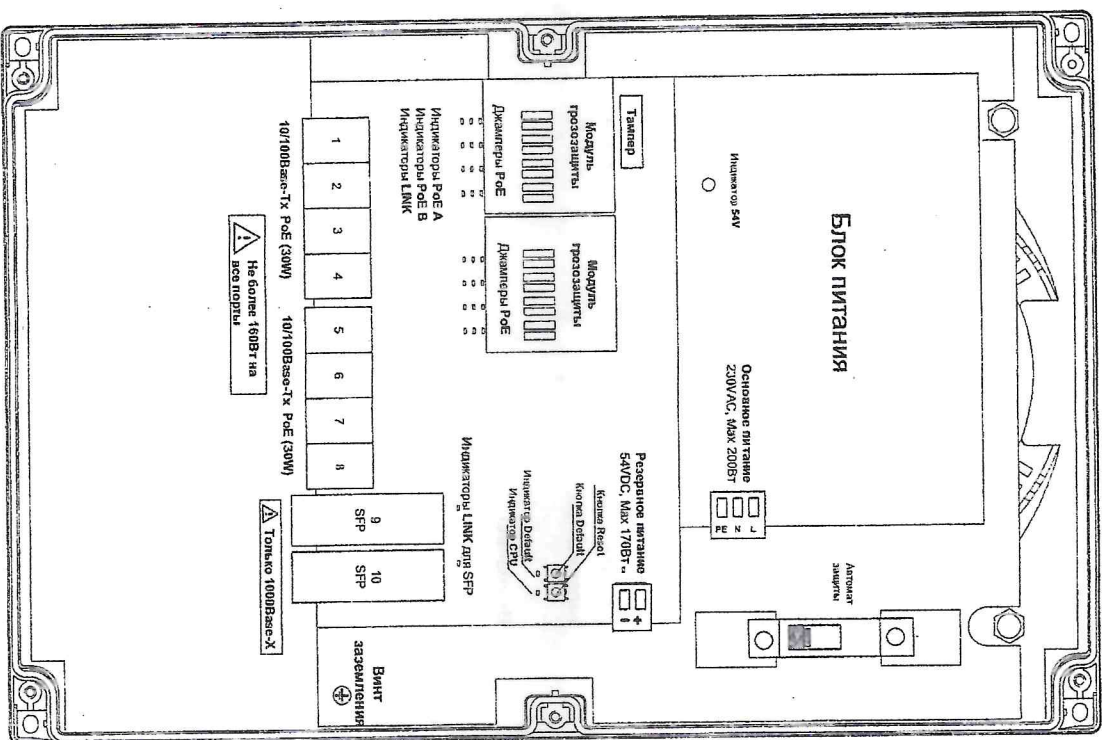 Блок питания
Индикатор 54V
Основное питание
230VAC, Max 200Вт
PE N L
Автомат
защиты
Тампер
Модуль
грозозащиты
Джамперы PoE
Модуль
грозозащиты
Джамперы PoE
Резервное питание
54VDC, Max 170Вт
- +
Кнопка Reset
Кнопка Default
Индикатор Default
Индикатор CPU
Индикаторы PoE A
Индикаторы PoE B
Индикаторы LINK
Индикаторы LINK для SFP
1
2
3
4
5
6
7
8
9
SFP
10
SFP
Винт
заземления
10/100Base-Tx PoE (30W)
10/100Base-Tx PoE (30W)
Не более 160Вт на
все порты
Только 1000Base-X